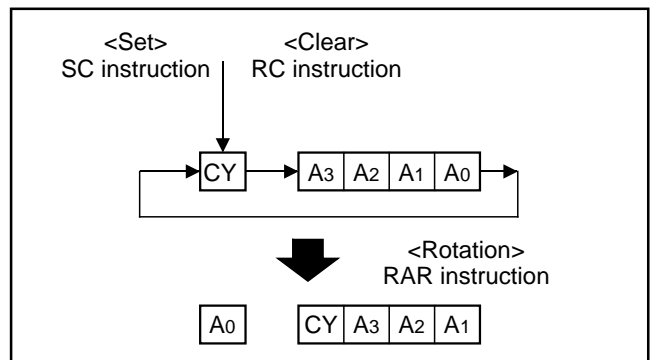 <Set> <Clear>
SC instruction RC instruction
CY A3 A2 A1 A0
<Rotation>
RAR instruction
A0 CY A3 A2 A1